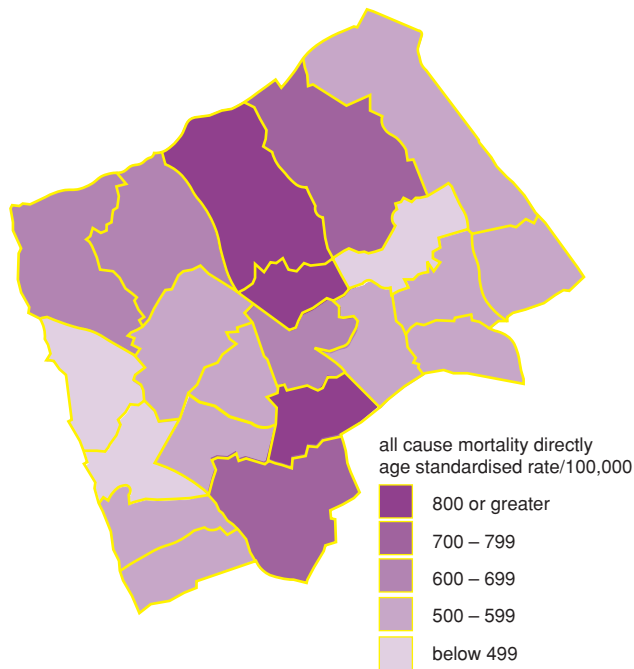 all cause mortality directly
age standardised rate/100,000
800 or greater
700 – 799
600 – 699
500 – 599
below 499